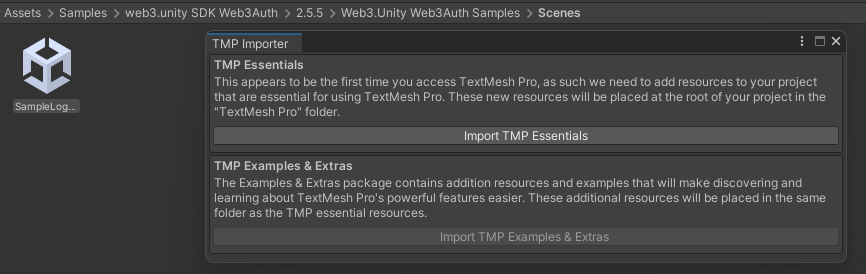 Assets > Samples > web3.unity SDK Web3Auth > 2.5.5 > Web3.Unity Web3Auth Samples > Scenes
SampleLog...
TMP Importer
TMP Essentials
This appears to be the first time you access TextMesh Pro, as such we need to add resources to your project
that are essential for using TextMesh Pro. These new resources will be placed at the root of your project in the
"TextMesh Pro" folder.
Import TMP Essentials
TMP Examples & Extras
The Examples & Extras package contains addition resources and examples that will make discovering and
learning about TextMesh Pro's powerful features easier. These additional resources will be placed in the same
folder as the TMP essential resources.
Import TMP Examples & Extras